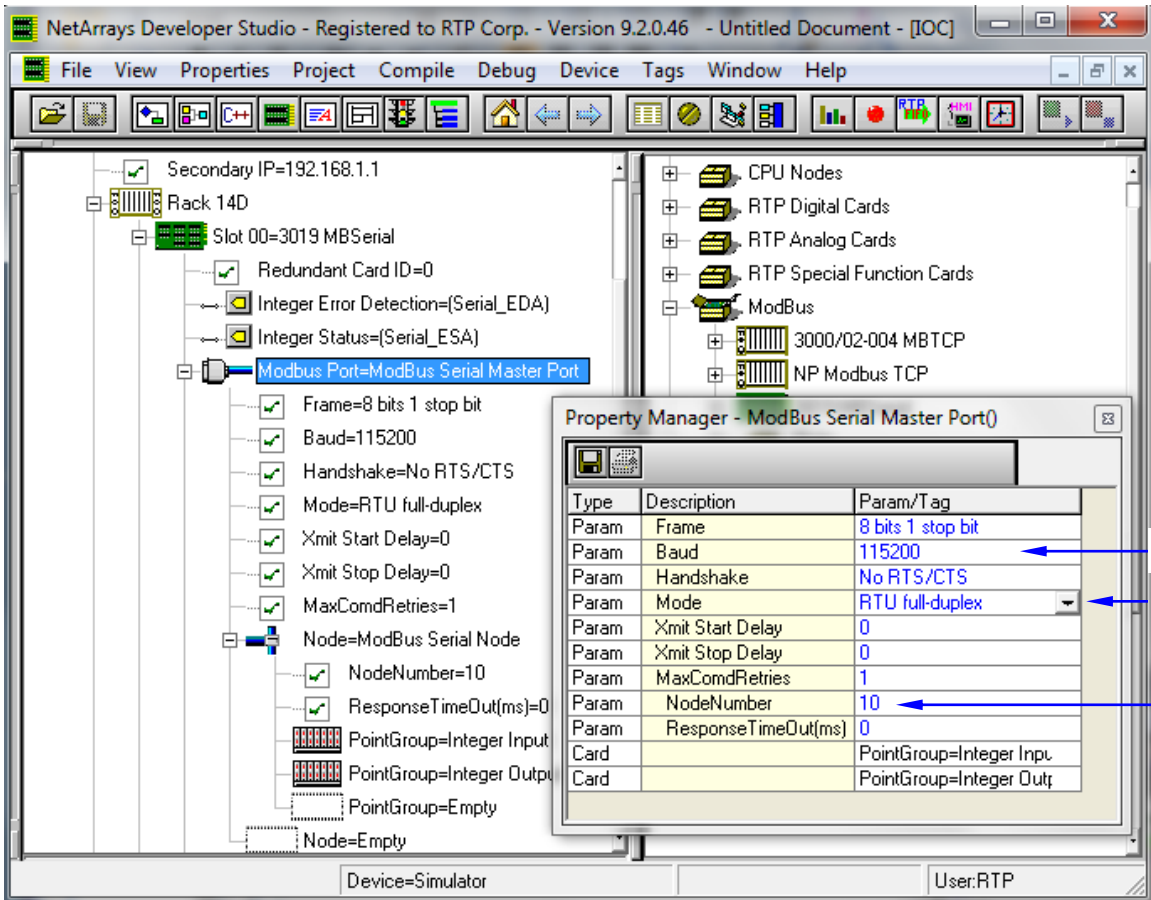 NetArrays Developer Studio - Registered to RTP Corp. - Version 9.2.0.46 - Untitled Document - [IOC]
File View Properties Project Compile Debug Device Tags Window Help
C++
RTP
FIFO
HMI
Secondary IP=192.168.1.1
Rack 14D
Slot 00=3019 MBSerial
Redundant Card ID=0
Integer Error Detection=(Serial_EDA)
Integer Status=(Serial_ESA)
Modbus Port=ModBus Serial Master Port
Frame=8 bits 1 stop bit
Baud=115200
Handshake=No RTS/CTS
Mode=RTU full-duplex
Xmit Start Delay=0
Xmit Stop Delay=0
MaxComdRetries=1
Node=ModBus Serial Node
NodeNumber=10
ResponseTimeOut(ms)=0
PointGroup=Integer Input
PointGroup=Integer Outpu
PointGroup=Empty
Node=Empty
CPU Nodes
RTP Digital Cards
RTP Analog Cards
RTP Special Function Cards
ModBus
3000/02-004 MBTCP
NP Modbus TCP
Property Manager - ModBus Serial Master Port()
Type Description Param/Tag
Param Frame 8 bits 1 stop bit
Param Baud 115200
Param Handshake No RTS/CTS
Param Mode RTU full-duplex
Param Xmit Start Delay 0
Param Xmit Stop Delay 0
Param MaxComdRetries 1
Param NodeNumber 10
Param ResponseTimeOut(ms) 0
Card PointGroup=Integer Inpu
Card PointGroup=Integer Outp
Device=Simulator
User:RTP